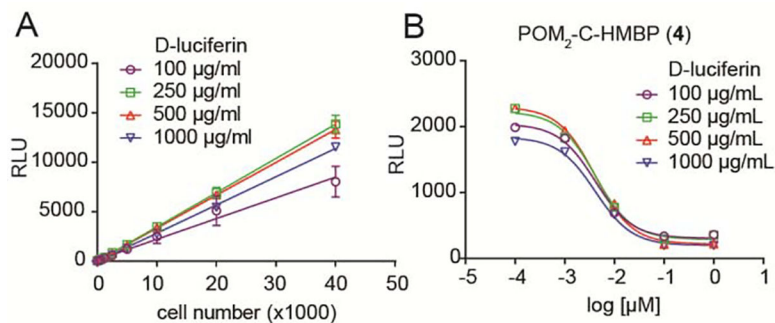 A
D-luciferin
100 µg/ml
250 µg/ml
500 µg/ml
1000 µg/ml
RLU
20000
15000
10000
5000
0
0
10
20
30
40
50
cell number (x1000)
B
POM₂-C-HMBP (4)
D-luciferin
100 µg/mL
250 µg/mL
500 µg/mL
1000 µg/mL
RLU
3000
2000
1000
0
-5
-4
-3
-2
-1
0
1
log [µM]